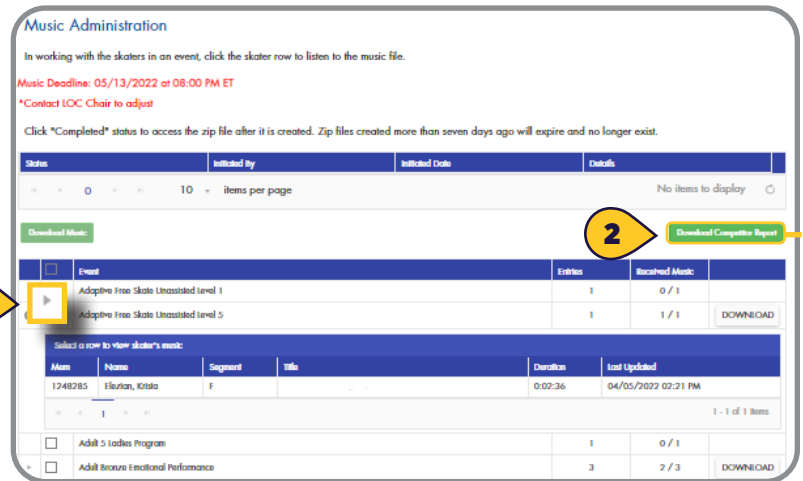 Music Administration
In working with the skaters in an event, click the skater row to listen to the music file.
Music Deadline: 05/13/2022 at 08:00 PM ET
*Contact LOC Chair to adjust
Click "Completed" status to access the zip file after it is created. Zip files created more than seven days ago will expire and no longer exist.
Status Initiated By Initiated Date Details
0 10 items per page No items to display
Download Music 2 Download Competitor Report
Event Entries Received Music
Adaptive Free Skate Unassisted Level 1 1 0 / 1
Adaptive Free Skate Unassisted Level 5 1 1 / 1 DOWNLOAD
Select a row to view skater's music
Mem Name Segment Title Duration Last Updated
1248285 Krisia F 0:02:36 04/05/2022 02:21 PM
1 1 - 1 of 1 items
Adult 5 Ladies Program 1 0 / 1
Adult Bronze Emotional Performance 3 2 / 3 DOWNLOAD